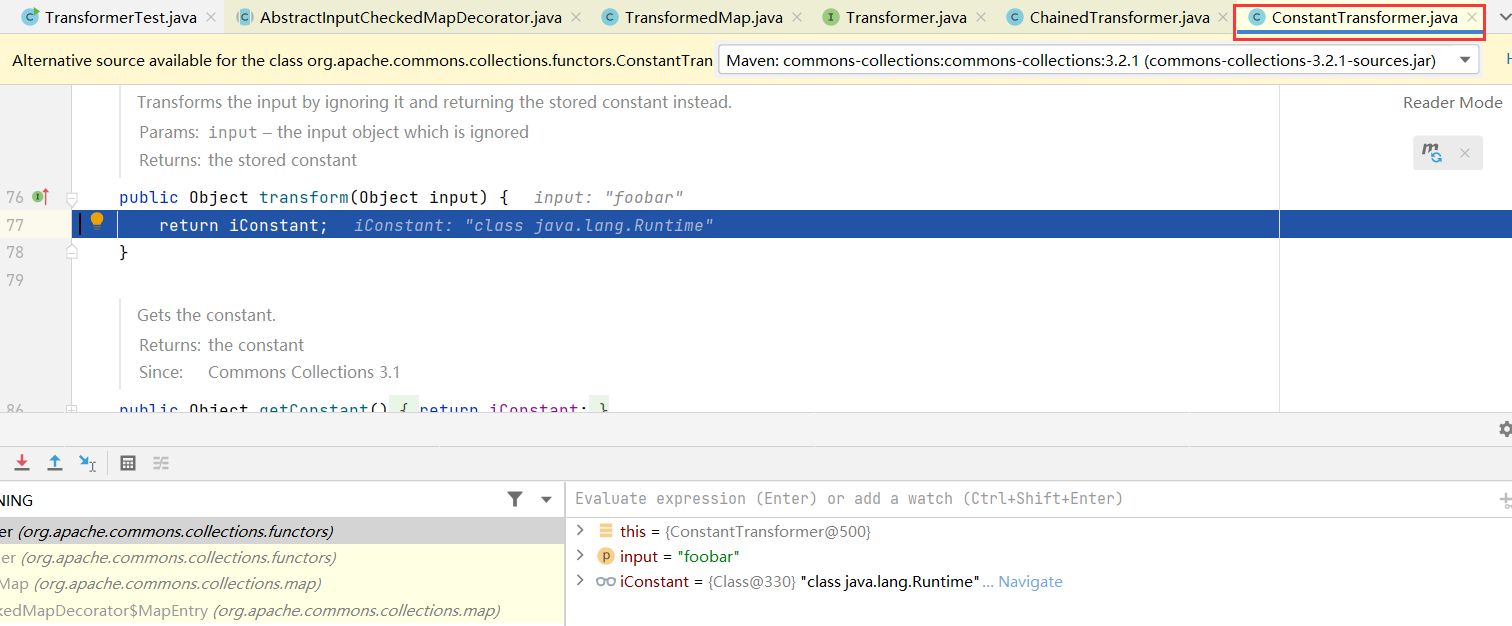 TransformerTest.java AbstractInputCheckedMapDecorator.java TransformedMap.java Transformer.java ChainedTransformer.java ConstantTransformer.java
Alternative source available for the class org.apache.commons.collections.functors.ConstantTran Maven: commons-collections:commons-collections:3.2.1 (commons-collections-3.2.1-sources.jar)
Transforms the input by ignoring it and returning the stored constant instead. Reader Mode
Params: input – the input object which is ignored
Returns: the stored constant
76 public Object transform(Object input) { input: "foobar"
77 return iConstant; iConstant: "class java.lang.Runtime"
78 }
79
Gets the constant.
Returns: the constant
Since: Commons Collections 3.1
86 public Object getConstant() { return iConstant; }
NING Evaluate expression (Enter) or add a watch (Ctrl+Shift+Enter)
er (org.apache.commons.collections.functors) this = {ConstantTransformer@500}
er (org.apache.commons.collections.functors) p input = "foobar"
Map (org.apache.commons.collections.map) iConstant = {Class@330} "class java.lang.Runtime" ... Navigate
kedMapDecorator$MapEntry (org.apache.commons.collections.map)